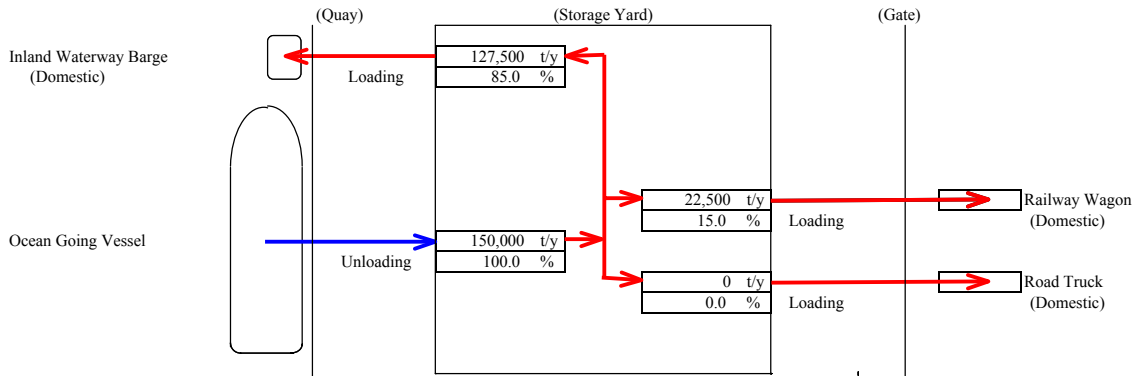 (Quay) (Storage Yard) (Gate)
Inland Waterway Barge
(Domestic)
127,500 t/y
Loading
85.0 %
22,500 t/y
Railway Wagon
15.0 %
Loading
(Domestic)
Ocean Going Vessel
150,000 t/y
Unloading
100.0 %
0 t/y
Road Truck
0.0 %
Loading
(Domestic)